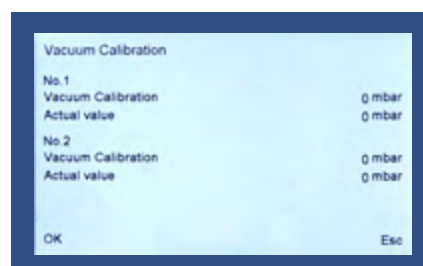 Vacuum Calibration
No.1
Vacuum Calibration 0 mbar
Actual value 0 mbar
No.2
Vacuum Calibration 0 mbar
Actual value 0 mbar
OK Esc